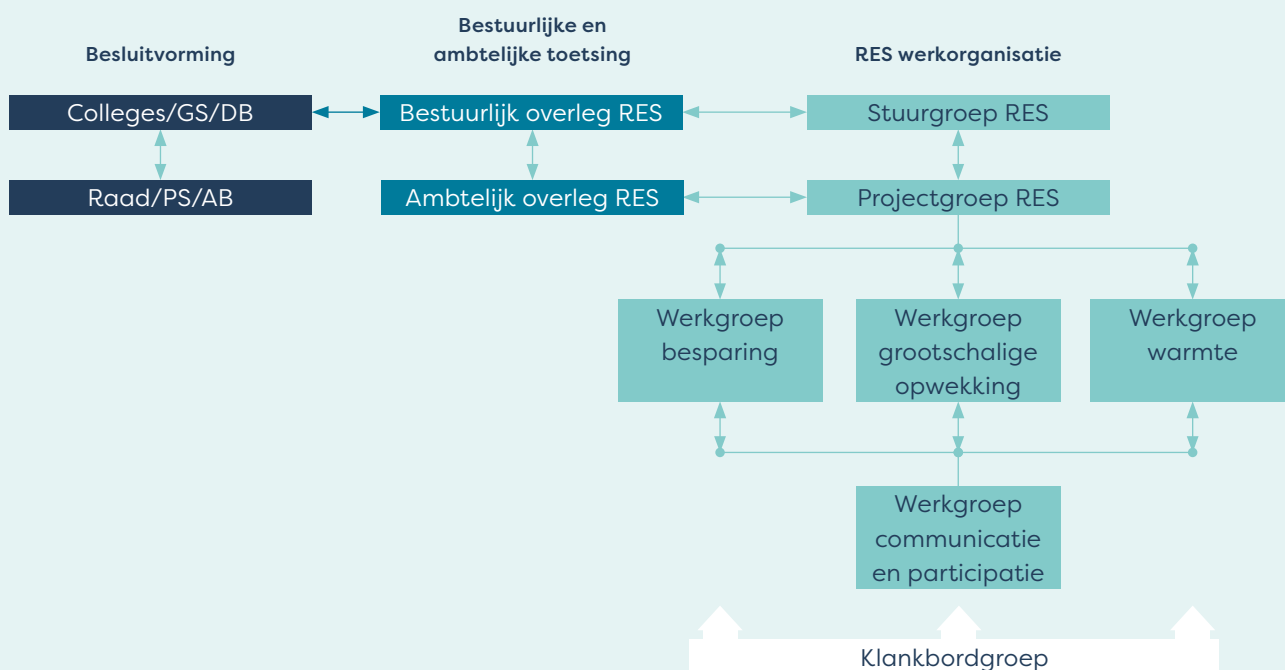 Besluitvorming
Bestuurlijke en
ambtelijke toetsing
RES werkorganisatie
Colleges/GS/DB
Bestuurlijk overleg RES
Stuurgroep RES
Raad/PS/AB
Ambtelijk overleg RES
Projectgroep RES
Werkgroep
besparing
Werkgroep
grootschalige
opwekking
Werkgroep
warmte
Werkgroep
communicatie
en participatie
Klankbordgroep